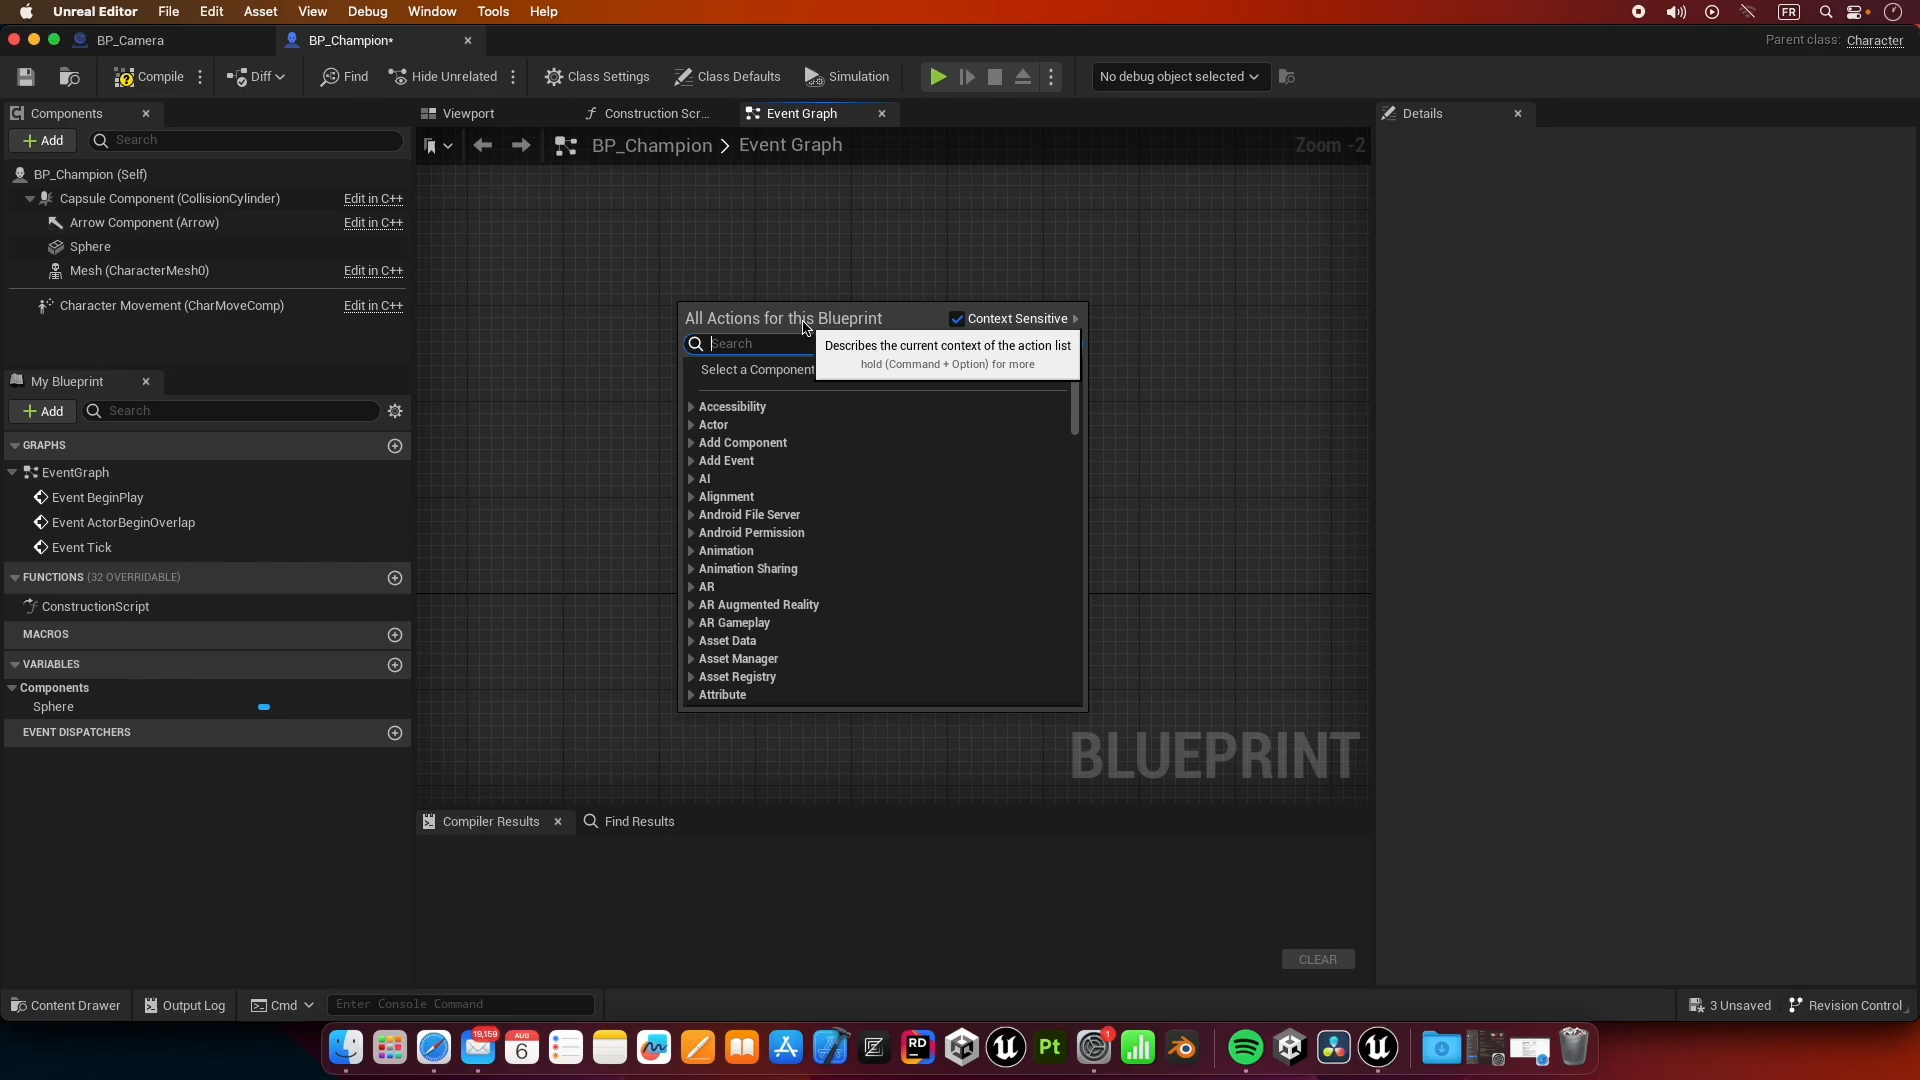 Unreal Editor File Edit Asset View Debug Window Tools Help FR
BP_Camera BP_Champion* Parent class: Character
Compile Diff Find Hide Unrelated Class Settings Class Defaults Simulation No debug object selected
Components Viewport Construction Scr... Event Graph Details
Add Search BP_Champion > Event Graph Zoom -2
BP_Champion (Self)
Capsule Component (CollisionCylinder) Edit in C++
Arrow Component (Arrow) Edit in C++
Sphere
Mesh (CharacterMesh0) Edit in C++
Character Movement (CharMoveComp) Edit in C++
All Actions for this Blueprint Context Sensitive
Search
Describes the current context of the action list
hold (Command + Option) for more
Select a Component
Accessibility
Actor
Add Component
Add Event
AI
Alignment
Android File Server
Android Permission
Animation
Animation Sharing
AR
AR Augmented Reality
AR Gameplay
Asset Data
Asset Manager
Asset Registry
Attribute
My Blueprint
Add Search
GRAPHS
EventGraph
Event BeginPlay
Event ActorBeginOverlap
Event Tick
FUNCTIONS (32 OVERRIDABLE)
ConstructionScript
MACROS
VARIABLES
Components
Sphere
EVENT DISPATCHERS
BLUEPRINT
Compiler Results Find Results
CLEAR
Content Drawer Output Log Cmd Enter Console Command 3 Unsaved Revision Control
19,159 AUG 6 RD Pt 1